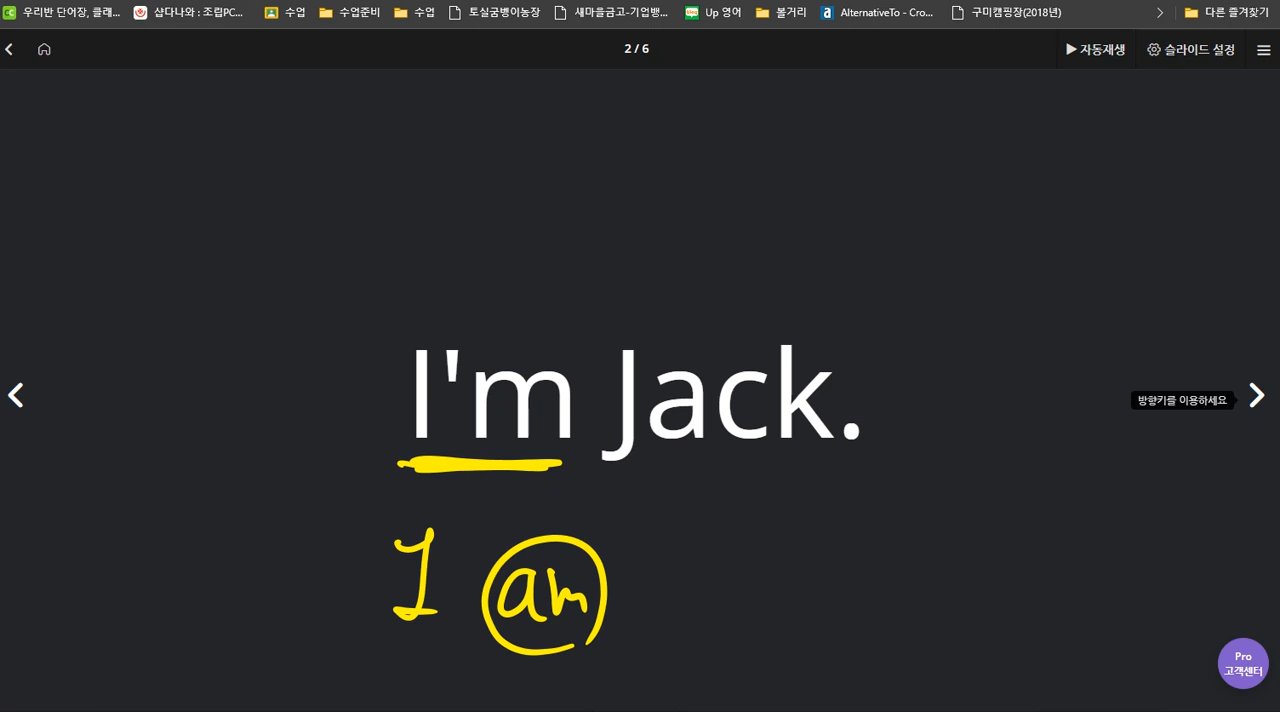 우리반 단어장, 클래... 샵다나와 : 조립PC... 수업 수업준비 수업 토실굼벵이농장 새마을금고-기업뱅... Up 영어 볼거리 AlternativeTo - Cro... 구미캠핑장(2018년) 다른 즐겨찾기
2 / 6 자동재생 슬라이드 설정
I'm Jack.
방향키를 이용하세요
I am
Pro
고객센터